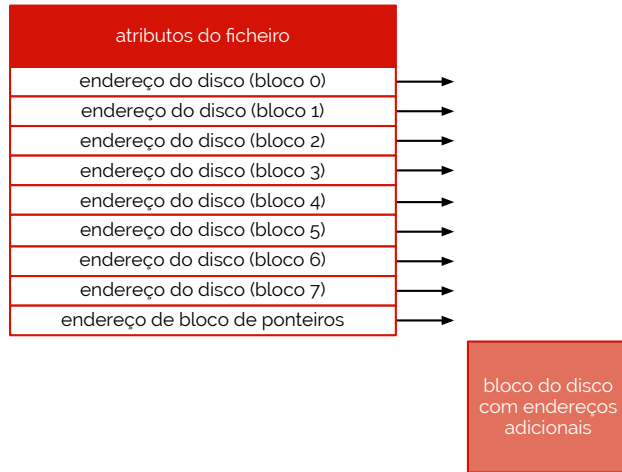 atributos do ficheiro
endereço do disco (bloco 0)
endereço do disco (bloco 1)
endereço do disco (bloco 2)
endereço do disco (bloco 3)
endereço do disco (bloco 4)
endereço do disco (bloco 5)
endereço do disco (bloco 6)
endereço do disco (bloco 7)
endereço de bloco de ponteiros
bloco do disco
com endereços
adicionais